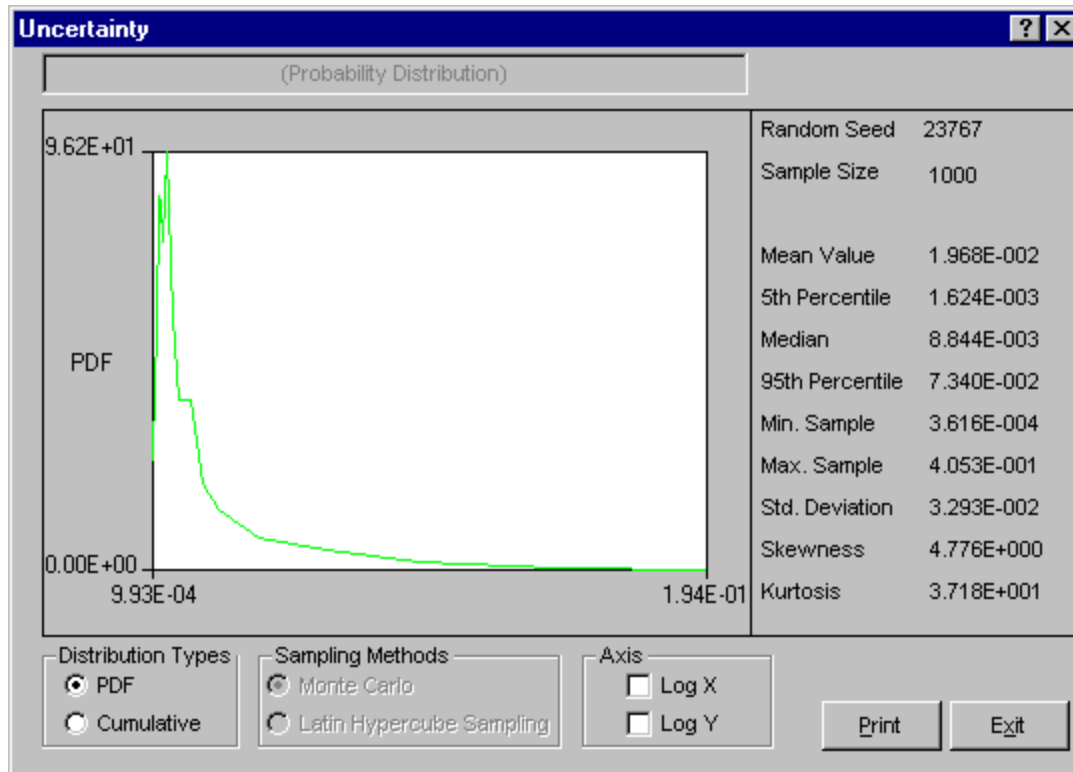 Uncertainty
(Probability Distribution)
9.62E+01
PDF
0.00E+00
9.93E-04
1.94E-01
Random Seed 23767
Sample Size 1000
Mean Value 1.968E-002
5th Percentile 1.624E-003
Median 8.844E-003
95th Percentile 7.340E-002
Min. Sample 3.616E-004
Max. Sample 4.053E-001
Std. Deviation 3.293E-002
Skewness 4.776E+000
Kurtosis 3.718E+001
Distribution Types
PDF
Cumulative
Sampling Methods
Monte Carlo
Latin Hypercube Sampling
Axis
Log X
Log Y
Print
Exit